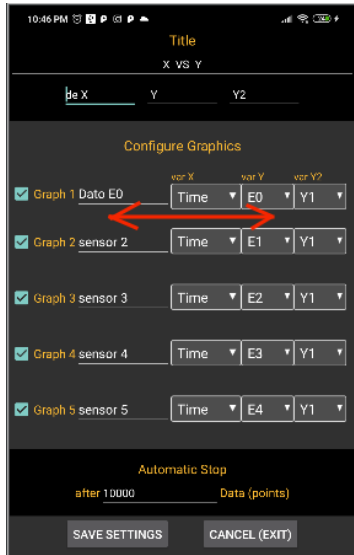 10:46 PM
Title
X VS Y
de X Y Y2
Configure Graphics
var X var Y var Y?
Graph 1 Dato E0 Time E0 Y1
Graph 2 sensor 2 Time E1 Y1
Graph 3 sensor 3 Time E2 Y1
Graph 4 sensor 4 Time E3 Y1
Graph 5 sensor 5 Time E4 Y1
Automatic Stop
after 10000 Data (points)
SAVE SETTINGS CANCEL (EXIT)